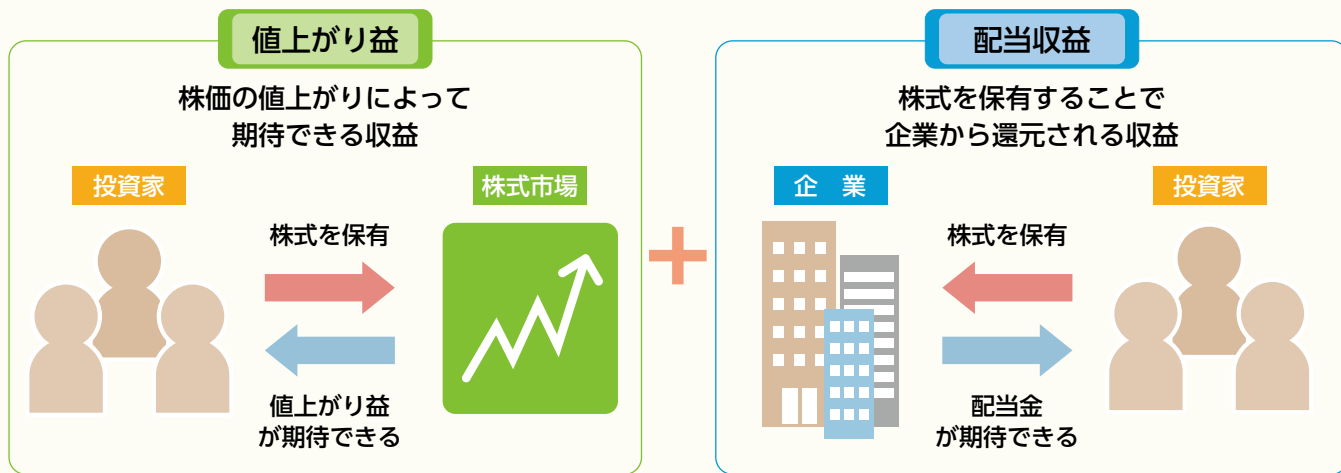 値上がり益
株価の値上がりによって
期待できる収益
投資家
株式市場
株式を保有
値上がり益
が期待できる
配当収益
株式を保有することで
企業から還元される収益
企　業
投資家
株式を保有
配当金
が期待できる